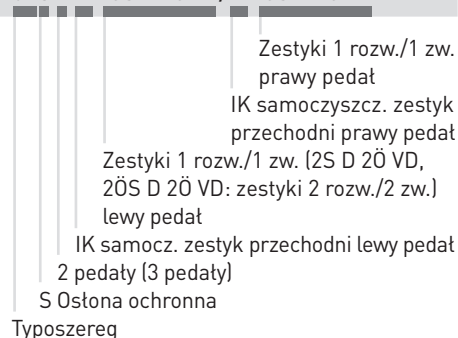 Zestyki 1 rozw./1 zw.
prawy pedał
IK samoczyszcz. zestyk
przechodni prawy pedał
Zestyki 1 rozw./1 zw. (2S D 2Ö VD,
2ÖS D 2Ö VD: zestyki 2 rozw./2 zw.)
lewy pedał
IK samocz. zestyk przechodni lewy pedał
2 pedały (3 pedały)
S Osłona ochronna
Typoszereg